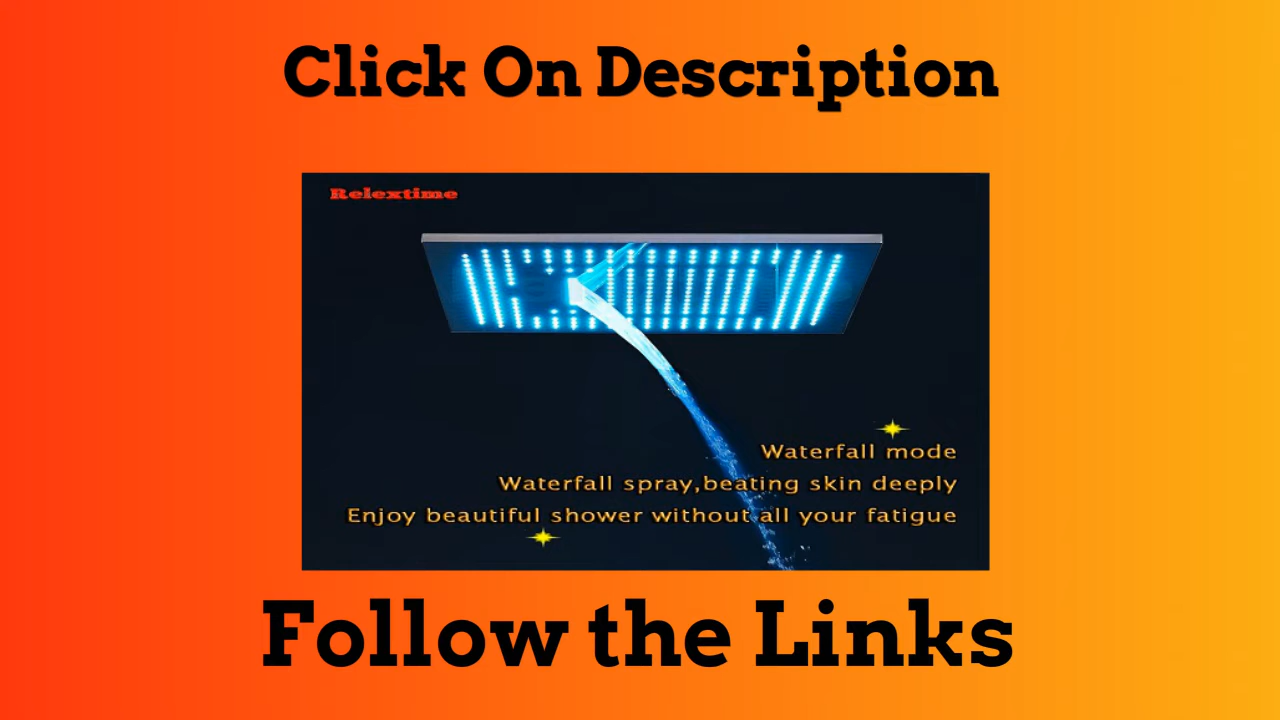 Click On Description
Relextime
Waterfall mode
Waterfall spray,beating skin deeply
Enjoy beautiful shower without all your fatigue
Follow the Links